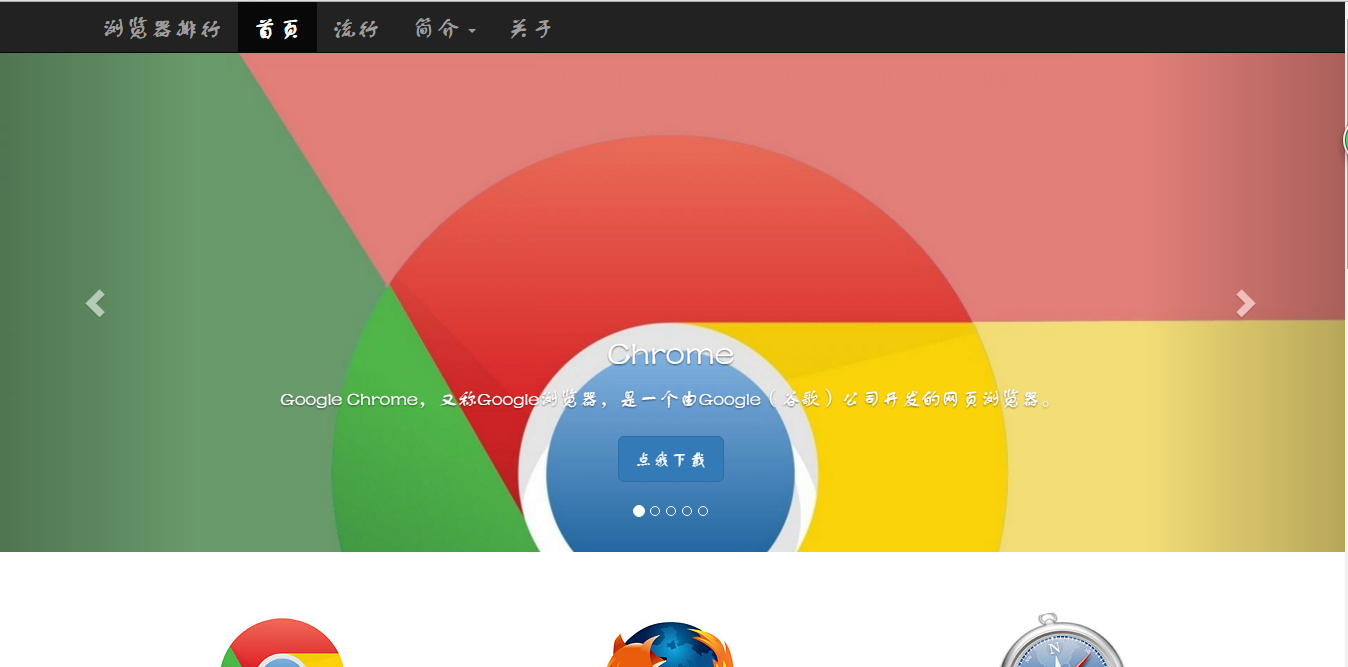 浏览器排行 首页 流行 简介 关于
Chrome
Google Chrome，又称Google浏览器，是一个由Google（谷歌）公司开发的网页浏览器。
点我下载
N